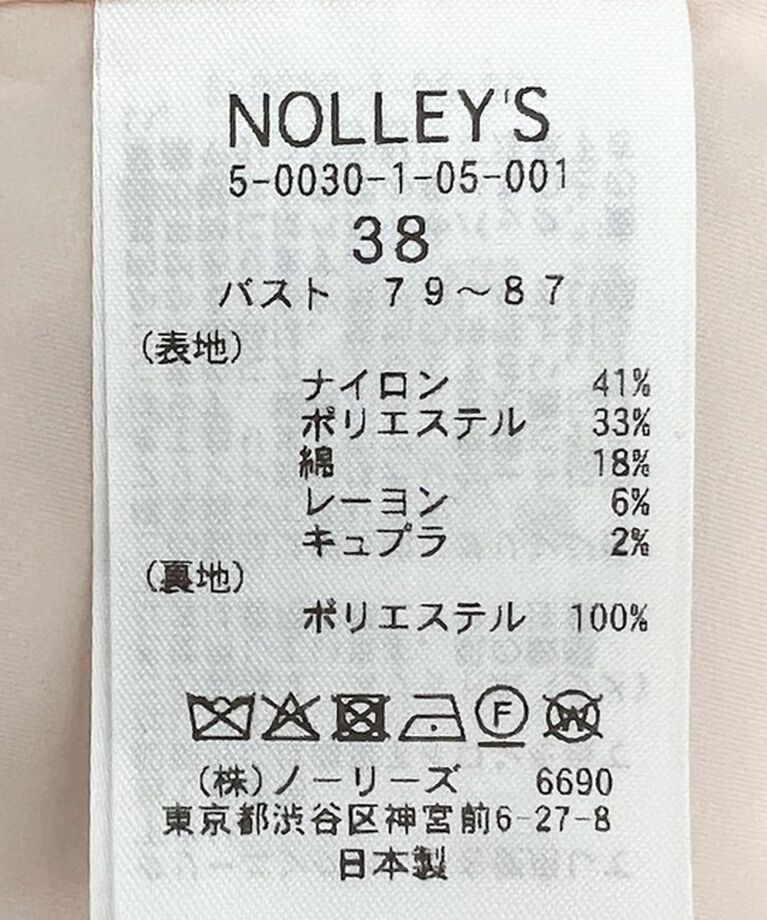 NOLLEY'S
5-0030-1-05-001
38
バスト 79～87
(表地)
ナイロン 41%
ポリエステル 33%
綿 18%
レーヨン 6%
キュプラ 2%
(裏地)
ポリエステル 100%
F W
(株)ノーリーズ 6690
東京都渋谷区神宮前6-27-8
日本製